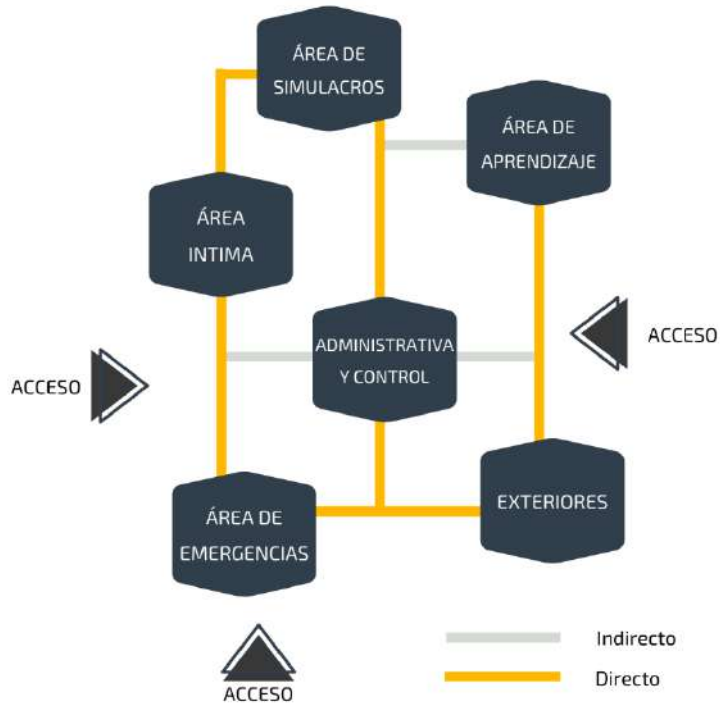 ÁREA DE
SIMULACROS
ÁREA DE
APRENDIZAJE
ÁREA
INTIMA
ADMINISTRATIVA
Y CONTROL
ACCESO
ACCESO
ÁREA DE
EMERGENCIAS
EXTERIORES
Indirecto
Directo
ACCESO